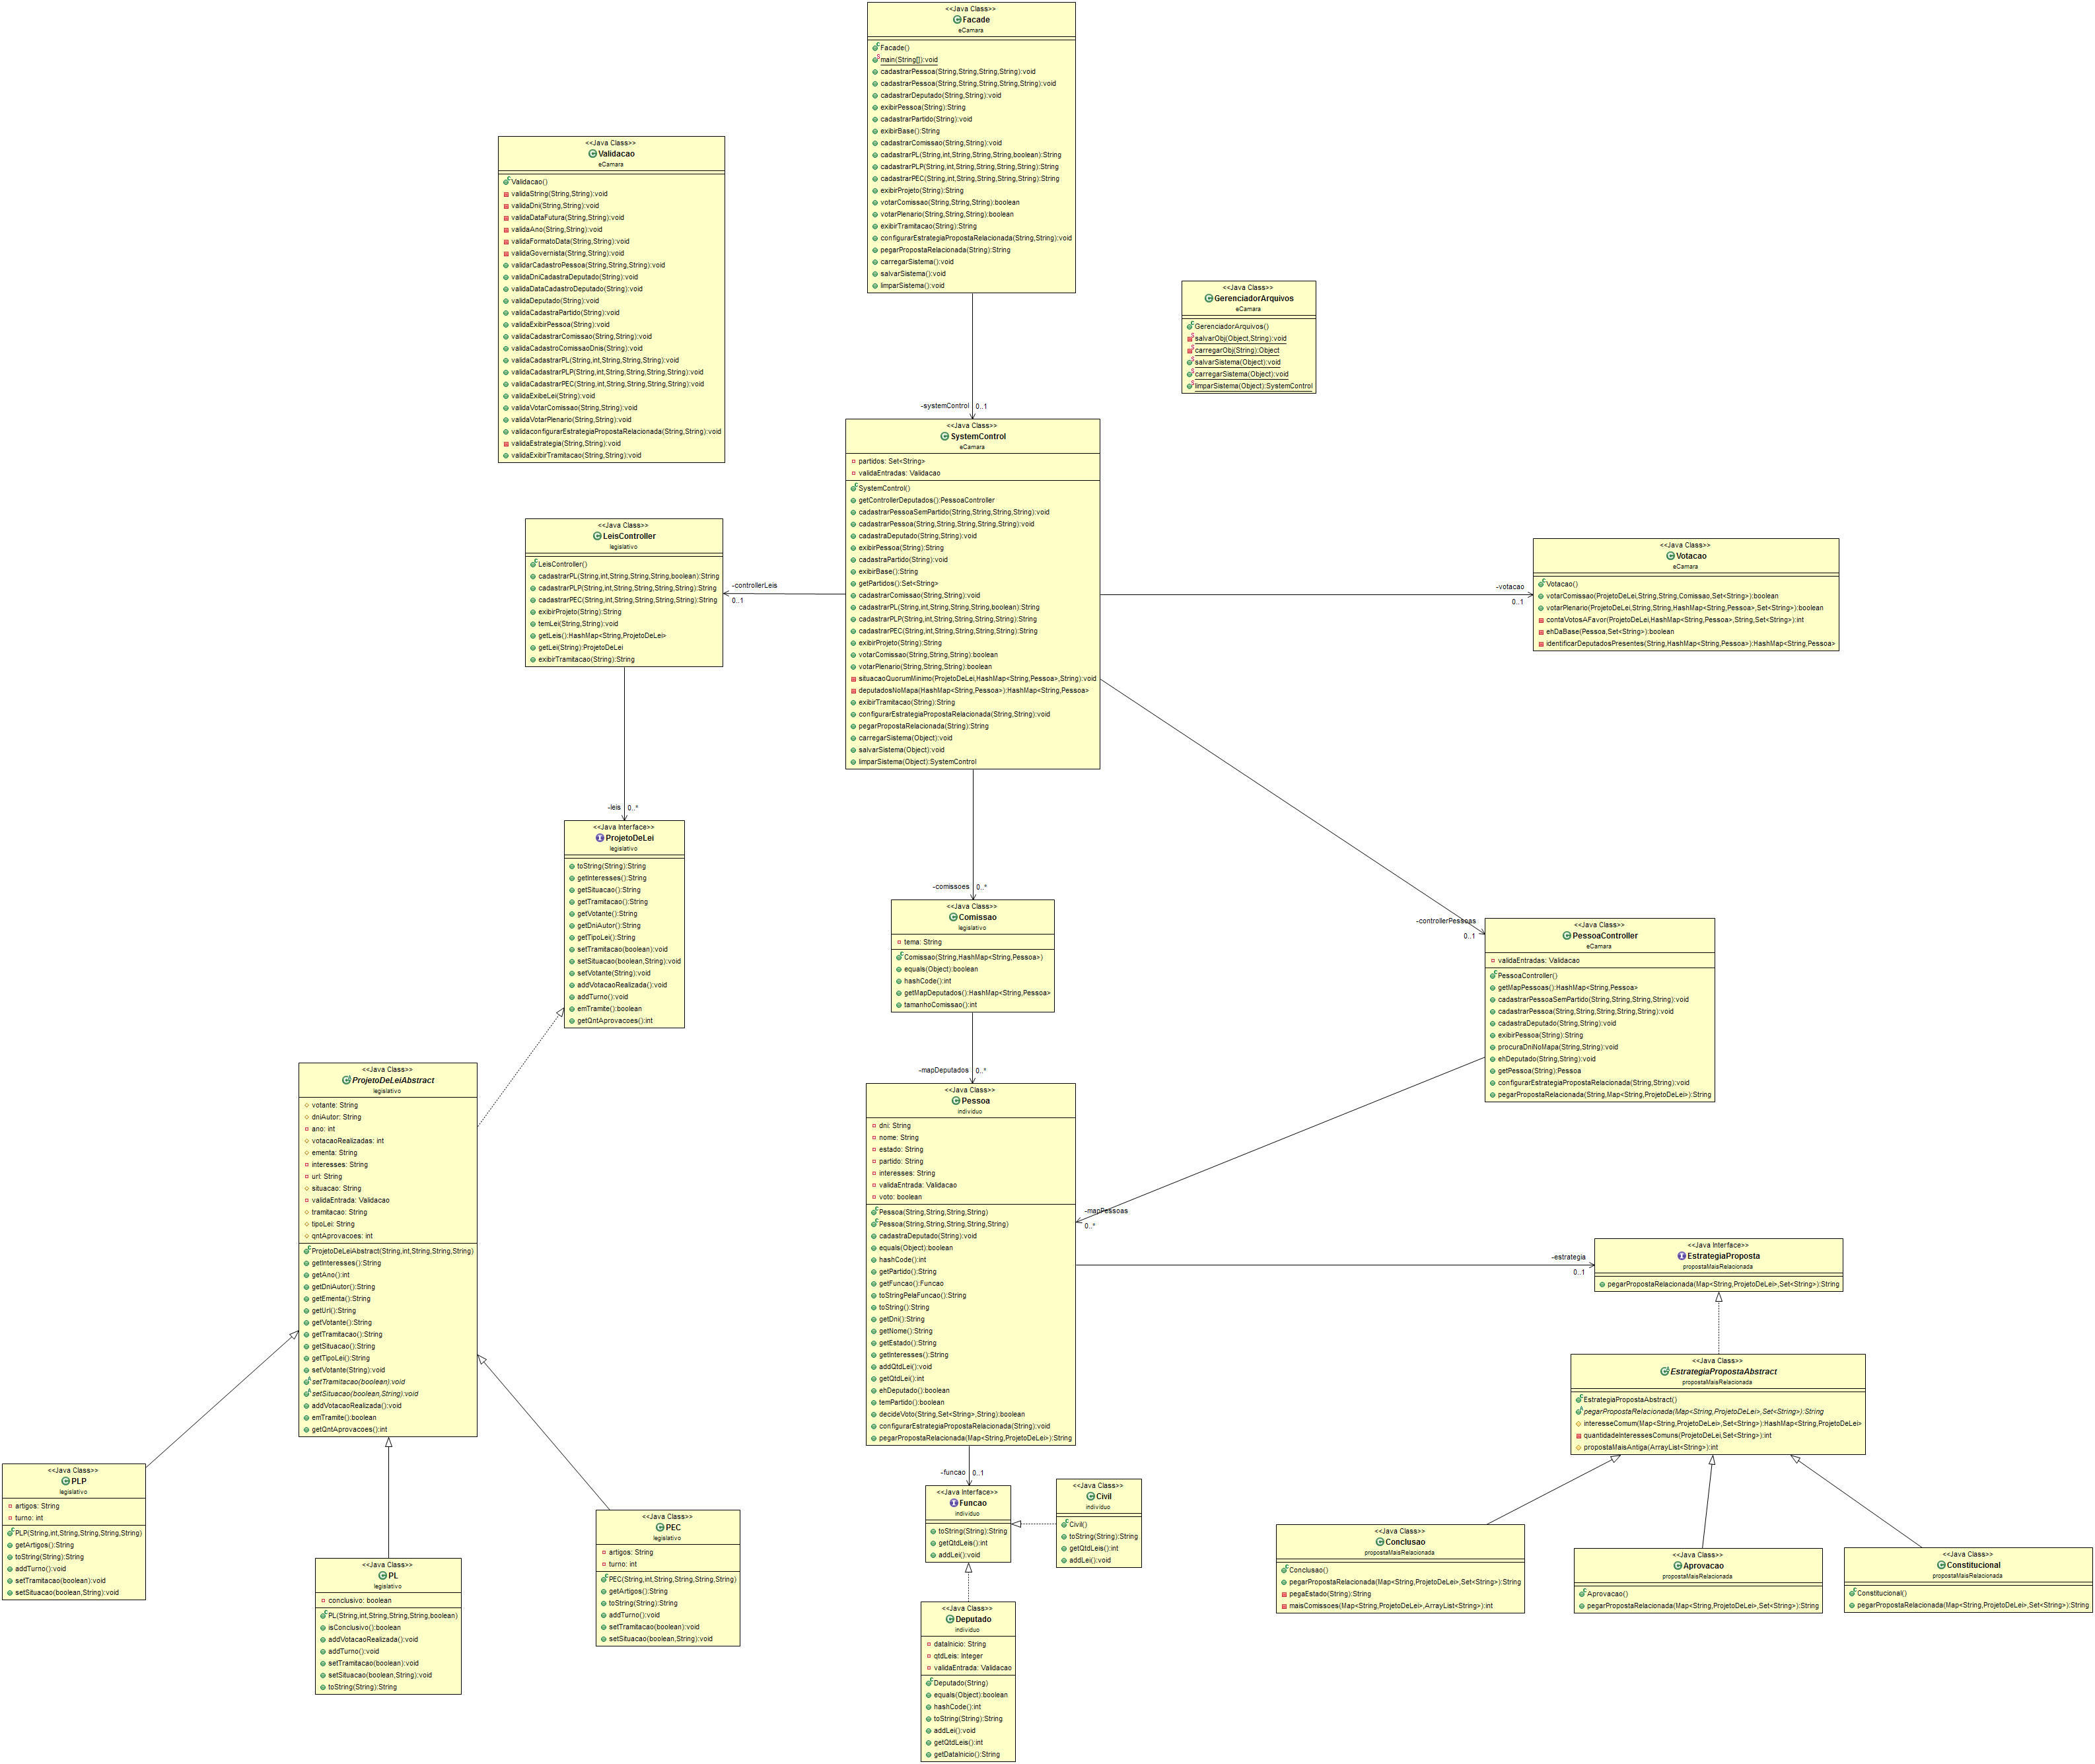 <<Java Class>>
Facade
eCamara
Facade()
main(String[]):void
cadastrarPessoa(String,String,String,String):void
cadastrarPessoa(String,String,String,String,String):void
cadastrarDeputado(String,String):void
exibirPessoa(String):String
cadastrarPartido(String):void
exibirBase():String
cadastrarComissao(String,String):void
cadastrarPL(String,int,String,String,String,boolean):String
cadastrarPLP(String,int,String,String,String,String):String
cadastrarPEC(String,int,String,String,String,String):String
exibirProjeto(String):String
votarComissao(String,String,String):boolean
votarPlenario(String,String,String):boolean
exibirTramitacao(String):String
configurarEstrategiaPropostaRelacionada(String,String):void
pegarPropostaRelacionada(String):String
carregarSistema():void
salvarSistema():void
limparSistema():void
<<Java Class>>
Validacao
eCamara
Validacao()
validaString(String,String):void
validaDni(String,String):void
validaDataFutura(String,String):void
validaAno(String,String):void
validaFormatoData(String,String):void
validaGovernista(String,String):void
validarCadastroPessoa(String,String,String):void
validaDniCadastraDeputado(String):void
validaDataCadastroDeputado(String):void
validaDeputado(String):void
validaCadastraPartido(String):void
validaExibirPessoa(String):void
validaCadastrarComissao(String,String):void
validaCadastroComissaoDnis(String):void
validaCadastrarPL(String,int,String,String,String):void
validaCadastrarPLP(String,int,String,String,String,String):void
validaCadastrarPEC(String,int,String,String,String,String):void
validaExibeLei(String):void
validaVotarComissao(String,String):void
validaVotarPlenario(String,String):void
validaconfigurarEstrategiaPropostaRelacionada(String,String):void
validaEstrategia(String,String):void
validaExibirTramitacao(String,String):void
<<Java Class>>
GerenciadorArquivos
eCamara
GerenciadorArquivos()
salvarObj(Object,String):void
carregarObj(String):Object
salvarSistema(Object):void
carregarSistema(Object):void
limparSistema(Object):SystemControl
-systemControl 0..1
<<Java Class>>
SystemControl
eCamara
partidos: Set<String>
validaEntradas: Validacao
SystemControl()
getControllerDeputados():PessoaController
cadastrarPessoaSemPartido(String,String,String,String):void
cadastrarPessoa(String,String,String,String,String):void
cadastraDeputado(String,String):void
exibirPessoa(String):String
cadastraPartido(String):void
exibirBase():String
getPartidos():Set<String>
cadastrarComissao(String,String):void
cadastrarPL(String,int,String,String,String,boolean):String
cadastrarPLP(String,int,String,String,String,String):String
cadastrarPEC(String,int,String,String,String,String):String
exibirProjeto(String):String
votarComissao(String,String,String):boolean
votarPlenario(String,String,String):boolean
situacaoQuorumMinimo(ProjetoDeLei,HashMap<String,Pessoa>,String):void
deputadosNoMapa(HashMap<String,Pessoa>):HashMap<String,Pessoa>
exibirTramitacao(String):String
configurarEstrategiaPropostaRelacionada(String,String):void
pegarPropostaRelacionada(String):String
carregarSistema(Object):void
salvarSistema(Object):void
limparSistema(Object):SystemControl
<<Java Class>>
LeisController
legislativo
LeisController()
cadastrarPL(String,int,String,String,String,boolean):String
cadastrarPLP(String,int,String,String,String,String):String
cadastrarPEC(String,int,String,String,String,String):String
exibirProjeto(String):String
temLei(String,String):void
getLeis():HashMap<String,ProjetoDeLei>
getLei(String):ProjetoDeLei
exibirTramitacao(String):String
-controllerLeis
0..1
-votacao
0..1
<<Java Class>>
Votacao
eCamara
Votacao()
votarComissao(ProjetoDeLei,String,String,Comissao,Set<String>):boolean
votarPlenario(ProjetoDeLei,String,String,HashMap<String,Pessoa>,Set<String>):boolean
contaVotosAFavor(ProjetoDeLei,HashMap<String,Pessoa>,String,Set<String>):int
ehDaBase(Pessoa,Set<String>):boolean
identificarDeputadosPresentes(String,HashMap<String,Pessoa>):HashMap<String,Pessoa>
-leis 0..*
<<Java Interface>>
ProjetoDeLei
legislativo
toString(String):String
getInteresses():String
getSituacao():String
getTramitacao():String
getVotante():String
getDniAutor():String
getTipoLei():String
setTramitacao(boolean):void
setSituacao(boolean,String):void
setVotante(String):void
addVotacaoRealizada():void
addTurno():void
emTramite():boolean
getQntAprovacoes():int
-comissoes 0..*
<<Java Class>>
Comissao
legislativo
tema: String
Comissao(String,HashMap<String,Pessoa>)
equals(Object):boolean
hashCode():int
getMapDeputados():HashMap<String,Pessoa>
tamanhoComissao():int
-controllerPessoas
0..1
<<Java Class>>
PessoaController
eCamara
validaEntradas: Validacao
PessoaController()
getMapPessoas():HashMap<String,Pessoa>
cadastrarPessoaSemPartido(String,String,String,String):void
cadastrarPessoa(String,String,String,String,String):void
cadastraDeputado(String,String):void
exibirPessoa(String):String
procuraDniNoMapa(String,String):void
ehDeputado(String,String):void
getPessoa(String):Pessoa
configurarEstrategiaPropostaRelacionada(String,String):void
pegarPropostaRelacionada(String,Map<String,ProjetoDeLei>):String
<<Java Class>>
ProjetoDeLeiAbstract
legislativo
votante: String
dniAutor: String
ano: int
votacaoRealizadas: int
ementa: String
interesses: String
url: String
situacao: String
validaEntrada: Validacao
tramitacao: String
tipoLei: String
qntAprovacoes: int
ProjetoDeLeiAbstract(String,int,String,String,String)
getInteresses():String
getAno():int
getDniAutor():String
getEmenta():String
getUrl():String
getVotante():String
getTramitacao():String
getSituacao():String
getTipoLei():String
setVotante(String):void
setTramitacao(boolean):void
setSituacao(boolean,String):void
addVotacaoRealizada():void
emTramite():boolean
getQntAprovacoes():int
-mapDeputados 0..*
<<Java Class>>
Pessoa
individuo
dni: String
nome: String
estado: String
partido: String
interesses: String
validaEntrada: Validacao
voto: boolean
Pessoa(String,String,String,String)
Pessoa(String,String,String,String,String)
cadastraDeputado(String):void
equals(Object):boolean
hashCode():int
getPartido():String
getFuncao():Funcao
toStringPelaFuncao():String
toString():String
getDni():String
getNome():String
getEstado():String
getInteresses():String
addQtdLei():void
getQtdLei():int
ehDeputado():boolean
temPartido():boolean
decideVoto(String,Set<String>,String):boolean
configurarEstrategiaPropostaRelacionada(String):void
pegarPropostaRelacionada(Map<String,ProjetoDeLei>):String
-mapPessoas
0..*
-estrategia
0..1
<<Java Interface>>
EstrategiaProposta
propostaMaisRelacionada
pegarPropostaRelacionada(Map<String,ProjetoDeLei>,Set<String>):String
<<Java Class>>
EstrategiaPropostaAbstract
propostaMaisRelacionada
EstrategiaPropostaAbstract()
pegarPropostaRelacionada(Map<String,ProjetoDeLei>,Set<String>):String
interesseComum(Map<String,ProjetoDeLei>,Set<String>):HashMap<String,ProjetoDeLei>
quantidadeInteressesComuns(ProjetoDeLei,Set<String>):int
propostaMaisAntiga(ArrayList<String>):int
<<Java Class>>
PLP
legislativo
artigos: String
turno: int
PLP(String,int,String,String,String,String)
getArtigos():String
toString(String):String
addTurno():void
setTramitacao(boolean):void
setSituacao(boolean,String):void
<<Java Class>>
PL
legislativo
conclusivo: boolean
PL(String,int,String,String,String,boolean)
isConclusivo():boolean
addVotacaoRealizada():void
addTurno():void
setTramitacao(boolean):void
setSituacao(boolean,String):void
toString(String):String
<<Java Class>>
PEC
legislativo
artigos: String
turno: int
PEC(String,int,String,String,String,String)
getArtigos():String
toString(String):String
addTurno():void
setTramitacao(boolean):void
setSituacao(boolean,String):void
-funcao 0..1
<<Java Interface>>
Funcao
individuo
toString(String):String
getQtdLeis():int
addLei():void
<<Java Class>>
Civil
individuo
Civil()
toString(String):String
getQtdLeis():int
addLei():void
<<Java Class>>
Deputado
individuo
dataInicio: String
qtdLeis: Integer
validaEntrada: Validacao
Deputado(String)
equals(Object):boolean
hashCode():int
toString(String):String
addLei():void
getQtdLeis():int
getDataInicio():String
<<Java Class>>
Conclusao
propostaMaisRelacionada
Conclusao()
pegarPropostaRelacionada(Map<String,ProjetoDeLei>,Set<String>):String
pegaEstado(String):String
maisComissoes(Map<String,ProjetoDeLei>,ArrayList<String>):int
<<Java Class>>
Aprovacao
propostaMaisRelacionada
Aprovacao()
pegarPropostaRelacionada(Map<String,ProjetoDeLei>,Set<String>):String
<<Java Class>>
Constitucional
propostaMaisRelacionada
Constitucional()
pegarPropostaRelacionada(Map<String,ProjetoDeLei>,Set<String>):String